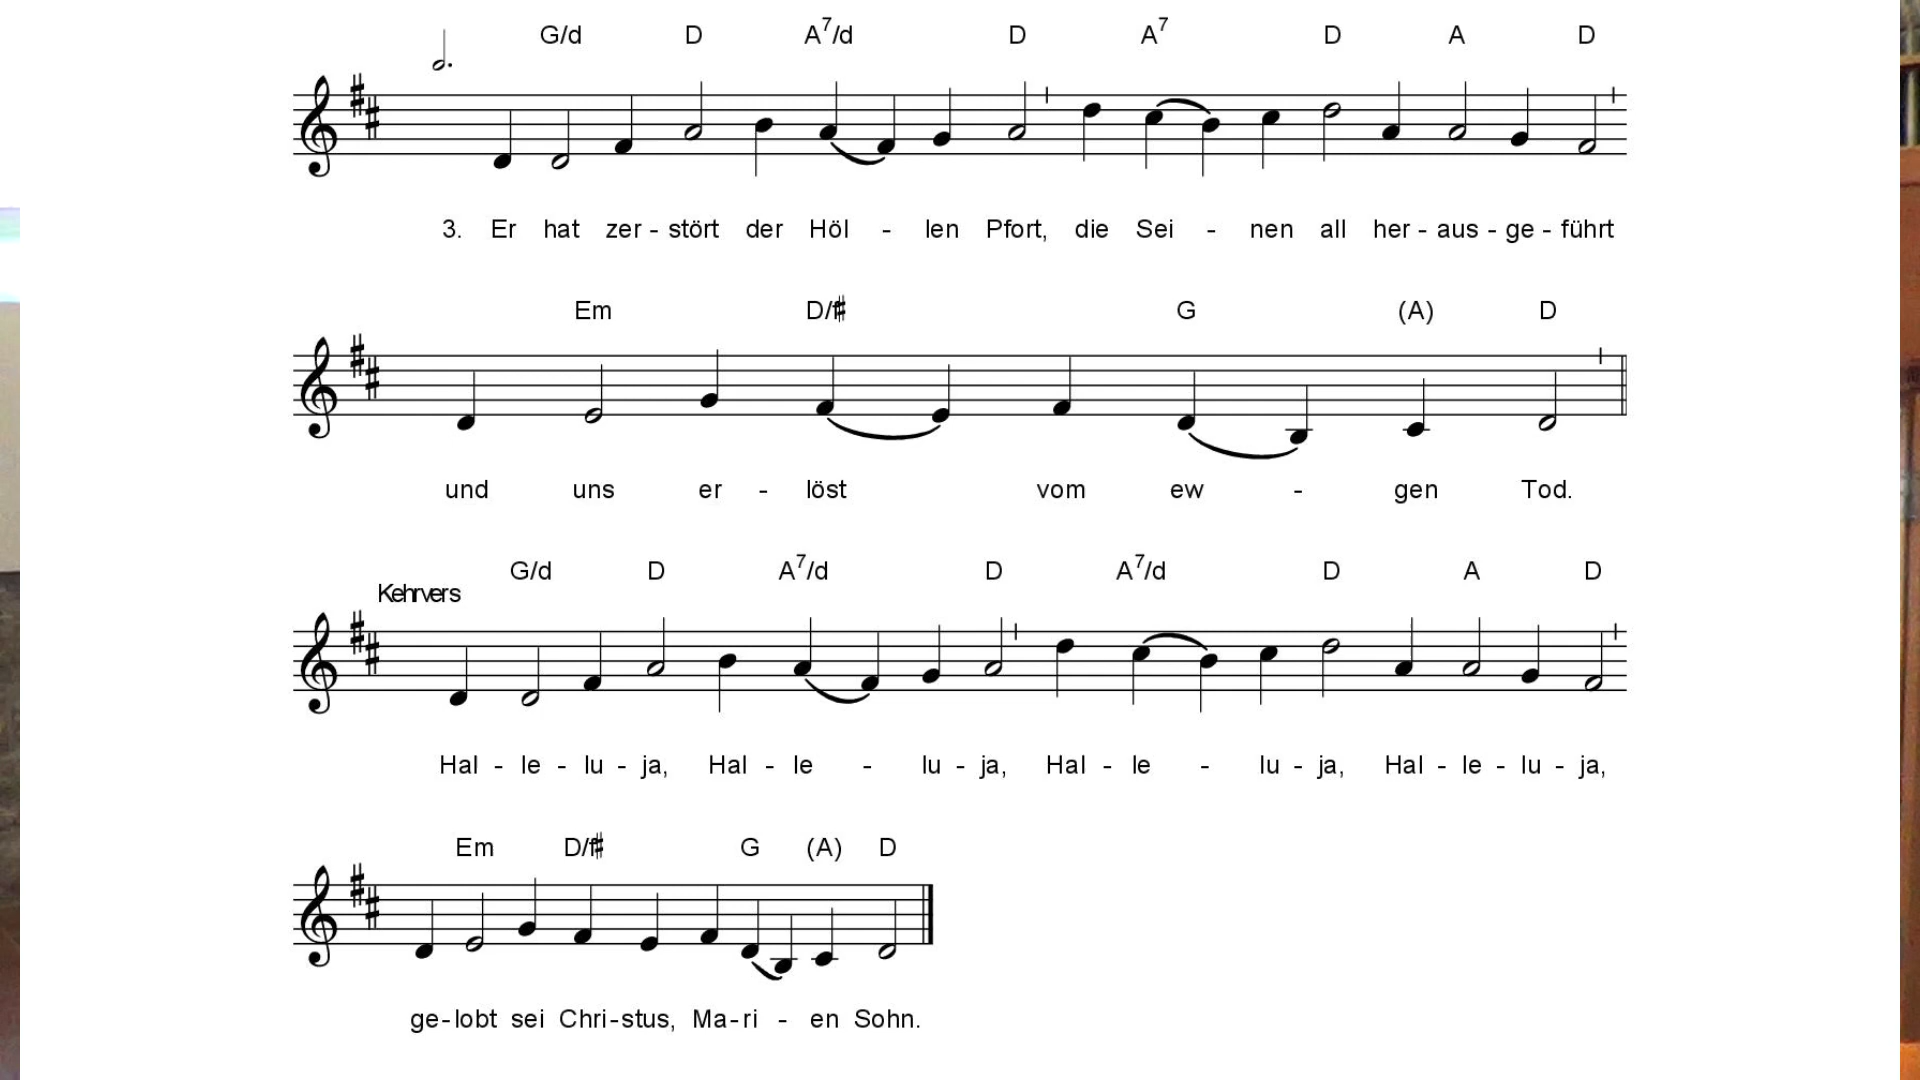 G/d D A7/d D A7 D A D
3. Er hat zer - stört der Höl - len Pfort, die Sei - nen all her - aus - ge - führt
Em D/f# G (A) D
und uns er - löst vom ew - gen Tod.
G/d D A7/d D A7/d D A D
Kehrvers
Hal - le - lu - ja, Hal - le - lu - ja, Hal - le - lu - ja, Hal - le - lu - ja,
Em D/f# G (A) D
ge - lobt sei Chri - stus, Ma - ri - en Sohn.